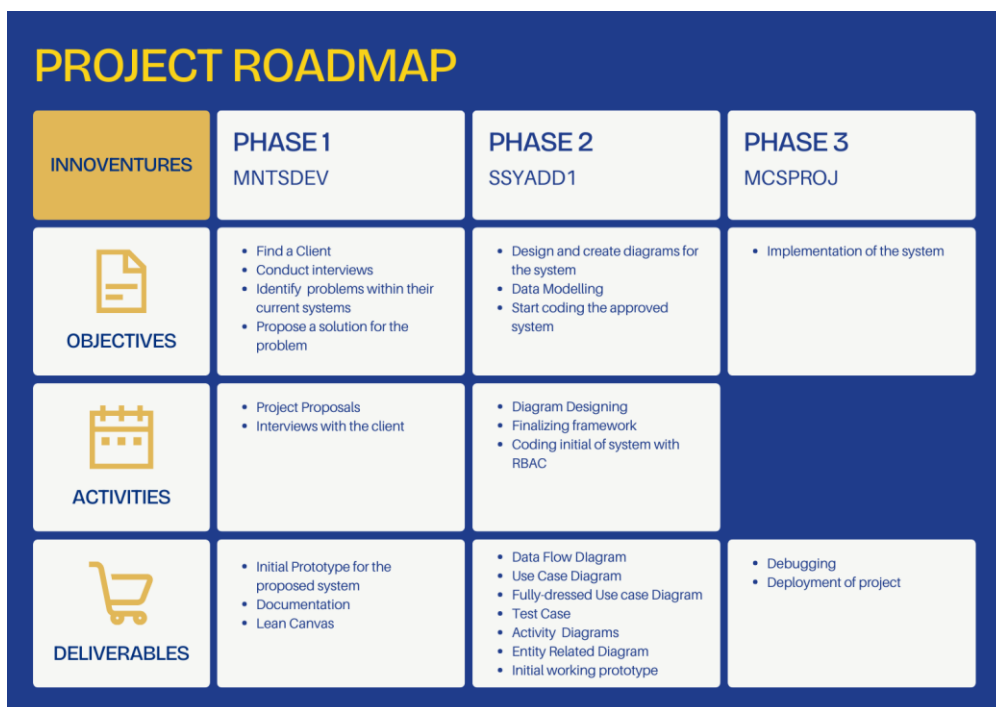 PROJECT ROADMAP
INNOVENTURES
PHASE 1
MNTSDEV
PHASE 2
SSYADD1
PHASE 3
MCSPROJ
OBJECTIVES
• Find a Client
• Conduct interviews
• Identify problems within their
current systems
• Propose a solution for the
problem
• Design and create diagrams for
the system
• Data Modelling
• Start coding the approved
system
• Implementation of the system
ACTIVITIES
• Project Proposals
• Interviews with the client
• Diagram Designing
• Finalizing framework
• Coding initial of system with
RBAC
DELIVERABLES
• Initial Prototype for the
proposed system
• Documentation
• Lean Canvas
• Data Flow DIagram
• Use Case Diagram
• Fully-dressed Use case Diagram
• Test Case
• Activity Diagrams
• Entity Related Diagram
• Initial working prototype
• Debugging
• Deployment of project